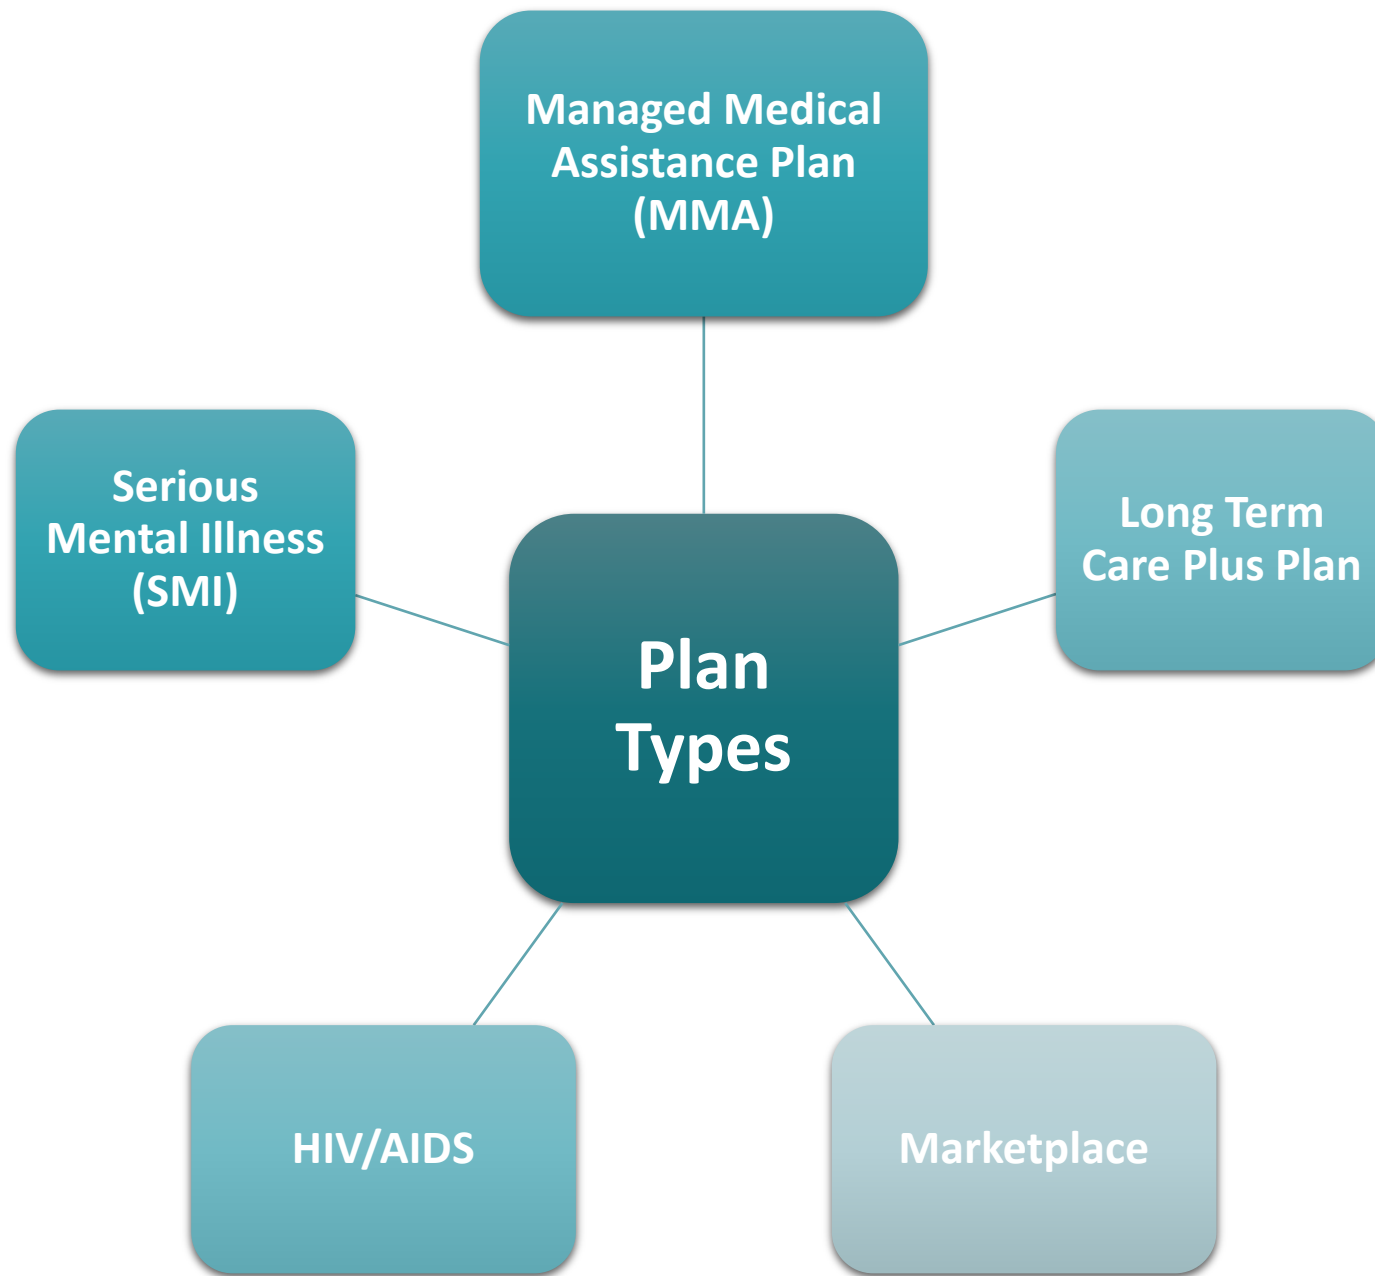 Managed Medical
Assistance Plan
(MMA)
Serious
Mental Illness
(SMI)
Long Term
Care Plus Plan
Plan
Types
HIV/AIDS
Marketplace